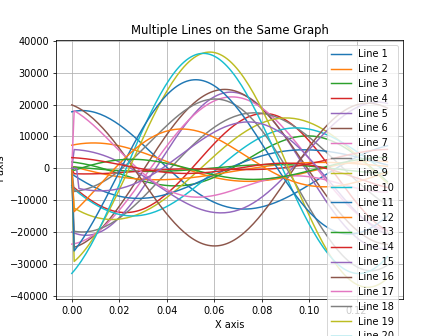 Multiple Lines on the Same Graph
40000
30000
20000
10000
0
-10000
-20000
-30000
-40000
0.00
0.02
0.04
0.06
0.08
0.10
X axis
Line 1
Line 2
Line 3
Line 4
Line 5
Line 6
Line 7
Line 8
Line 9
Line 10
Line 11
Line 12
Line 13
Line 14
Line 15
Line 16
Line 17
Line 18
Line 19
Line 20